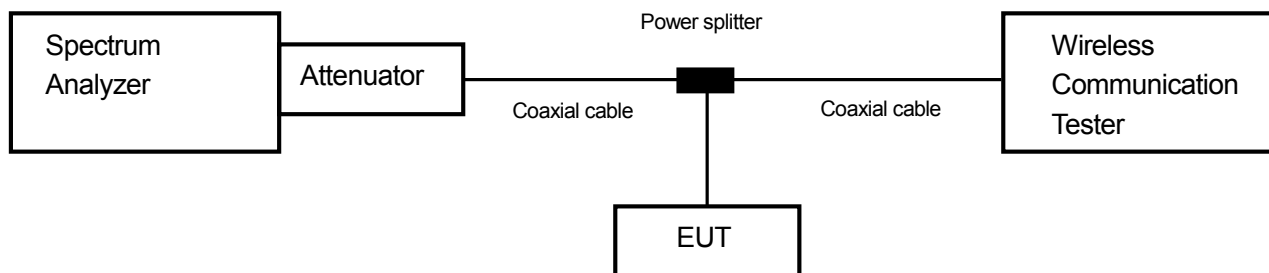 Power splitter
Spectrum
Analyzer
Attenuator
Coaxial cable
Coaxial cable
Wireless
Communication
Tester
EUT